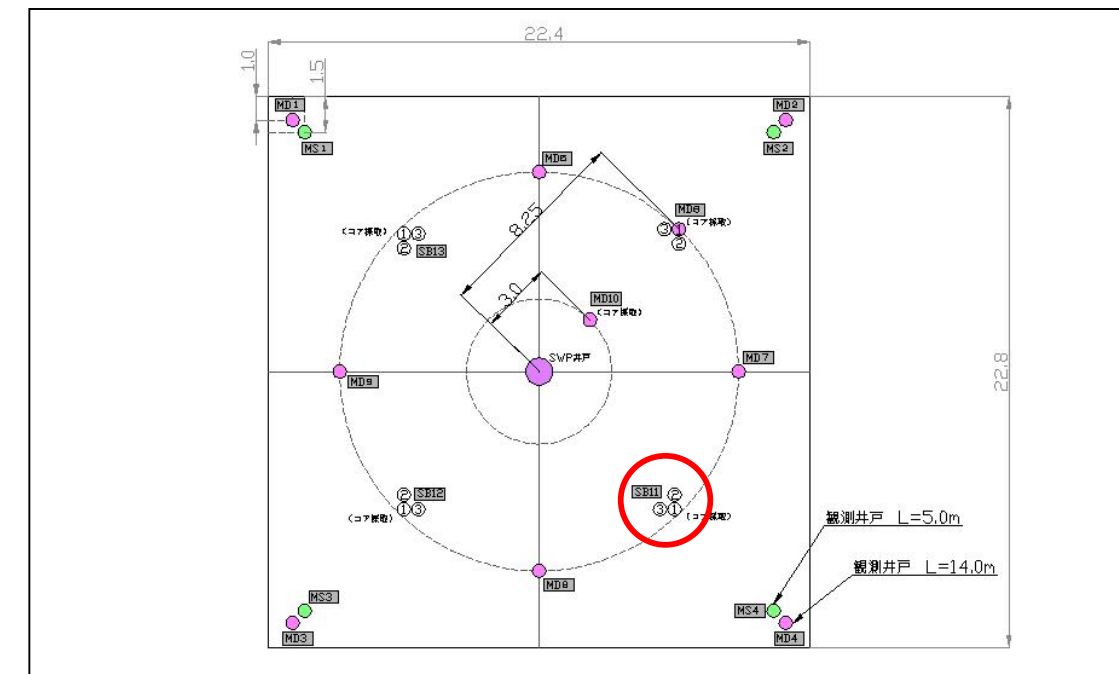 22.4
1.0
1.5
MD1
MS1
MD2
MS2
MD5
8.25
MD6
(コア採取)
③①
②
(コア採取)
①③
②
SB13
3.0
MD10
(コア採取)
SWP井戸
MD7
MD9
22.8
②
SB12
①③
(コア採取)
SB11
②
③①
(コア採取)
観測井戸 L=5.0m
観測井戸 L=14.0m
MD8
MS3
MD3
MS4
MD4